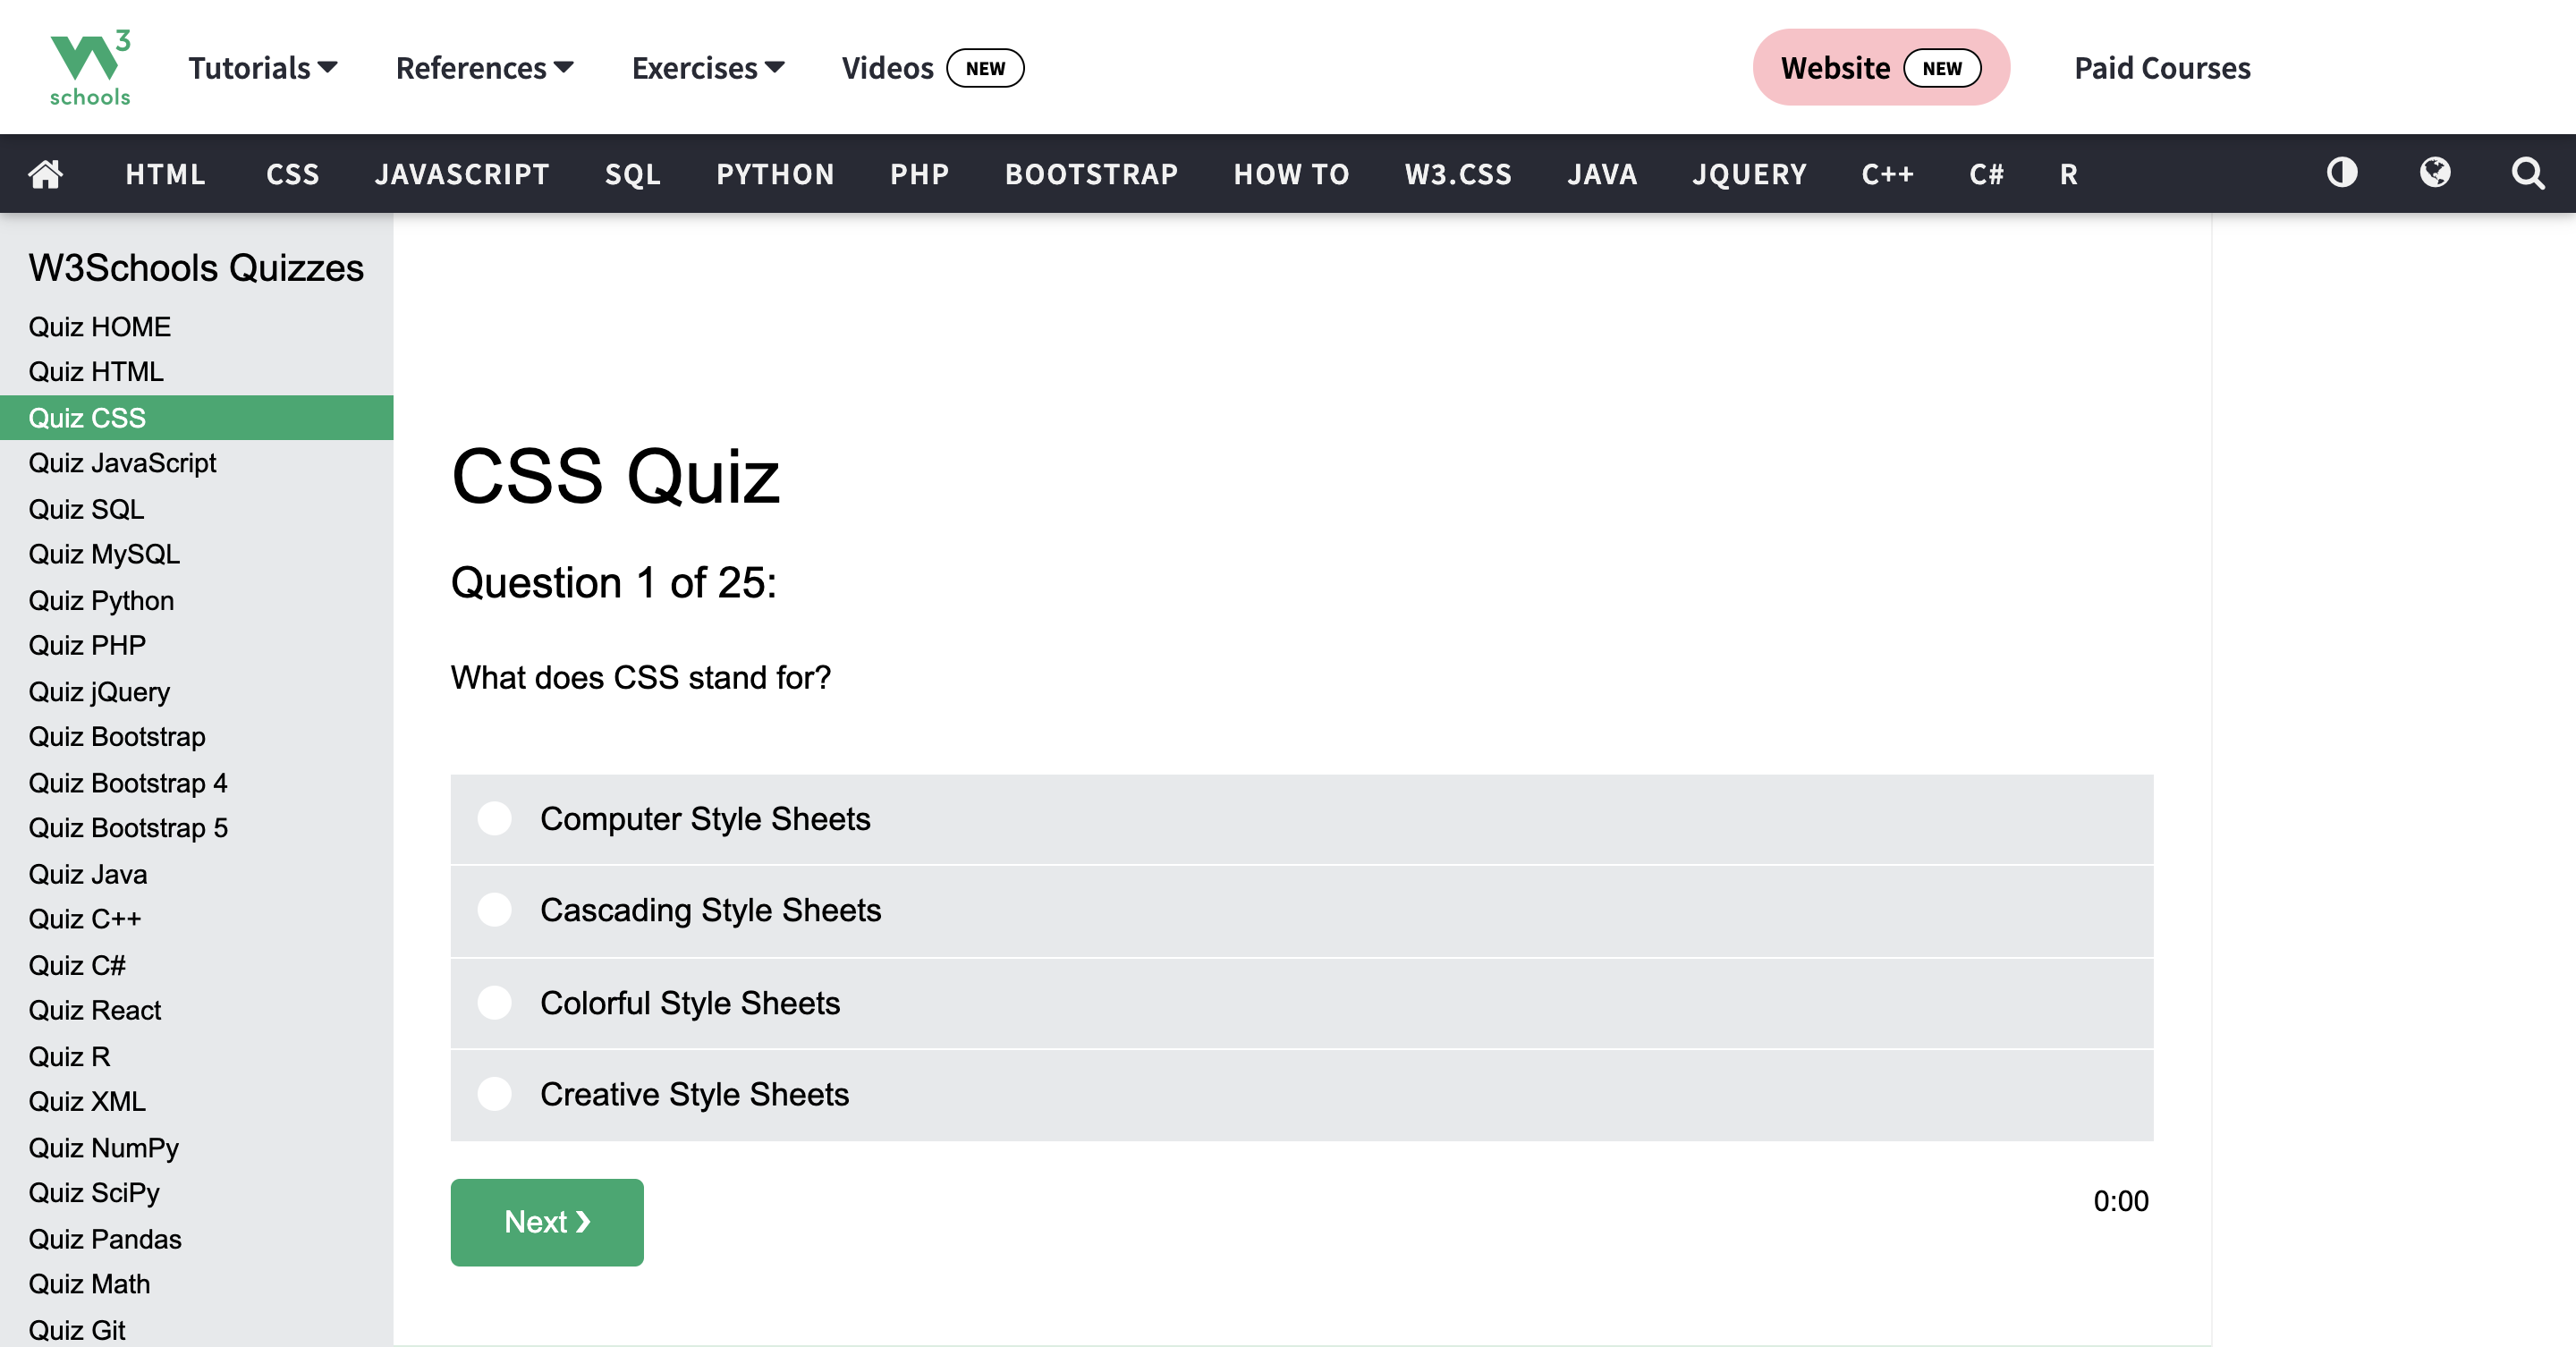 W3 schools
Tutorials References Exercises Videos NEW Website NEW Paid Courses
HTML CSS JAVASCRIPT SQL PYTHON PHP BOOTSTRAP HOW TO W3.CSS JAVA JQUERY C++ C# R
W3Schools Quizzes
Quiz HOME
Quiz HTML
Quiz CSS
Quiz JavaScript
Quiz SQL
Quiz MySQL
Quiz Python
Quiz PHP
Quiz jQuery
Quiz Bootstrap
Quiz Bootstrap 4
Quiz Bootstrap 5
Quiz Java
Quiz C++
Quiz C#
Quiz React
Quiz R
Quiz XML
Quiz NumPy
Quiz SciPy
Quiz Pandas
Quiz Math
Quiz Git
CSS Quiz
Question 1 of 25:
What does CSS stand for?
Computer Style Sheets
Cascading Style Sheets
Colorful Style Sheets
Creative Style Sheets
Next ❯
0:00